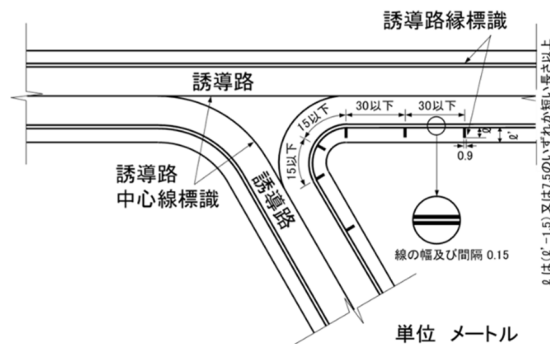 誘導路縁標識
誘導路
30以下
30以下
15以下
15以下
ℓ
ℓ'
0.9
誘導路
中心線標識
誘導路
線の幅及び間隔 0.15
単位 メートル
ℓは(ℓ'-1.5)又は7.5のいずれか短い長さ以上